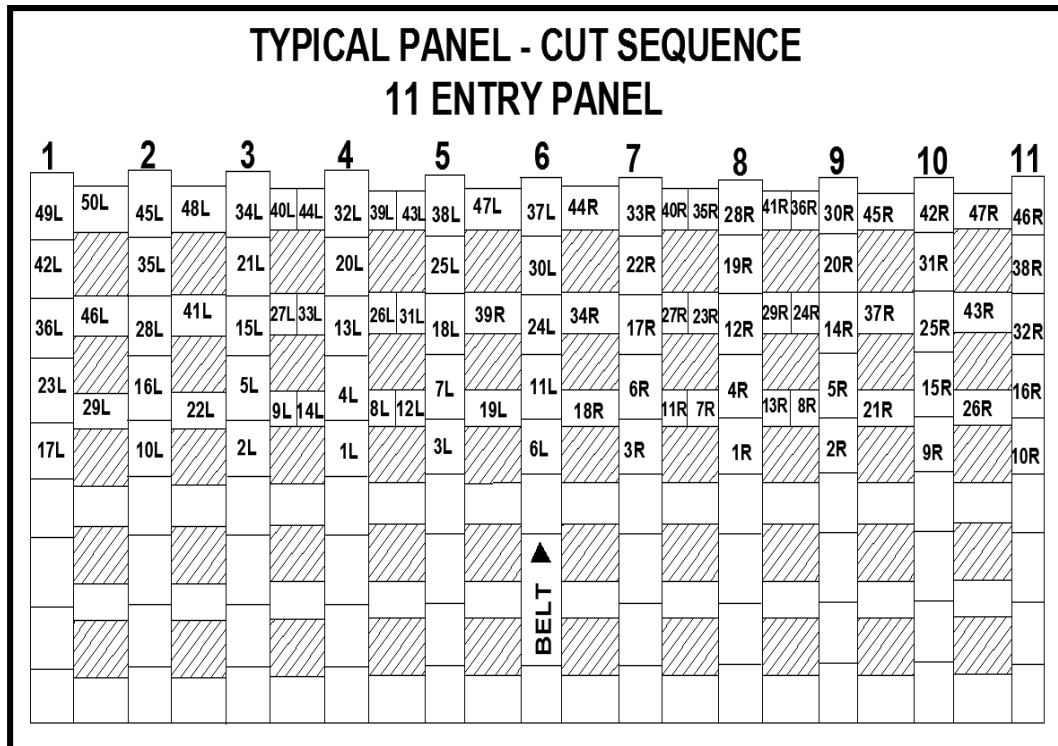 TYPICAL PANEL - CUT SEQUENCE
11 ENTRY PANEL
1 2 3 4 5 6 7 8 9 10 11
49L 50L 45L 48L 34L 40L 44L 32L 39L 43L 38L 47L 37L 44R 33R 40R 35R 28R 41R 36R 30R 45R 42R 47R 46R
42L 35L 21L 20L 25L 30L 22R 19R 20R 31R 38R
36L 46L 28L 41L 15L 27L 33L 13L 26L 31L 18L 39R 24L 34R 17R 27R 23R 12R 29R 24R 14R 37R 25R 43R 32R
23L 16L 5L 4L 7L 11L 6R 4R 5R 15R 16R
29L 22L 9L 14L 8L 12L 19L 18R 11R 7R 13R 8R 21R 26R
17L 10L 2L 1L 3L 6L 3R 1R 2R 9R 10R
BELT